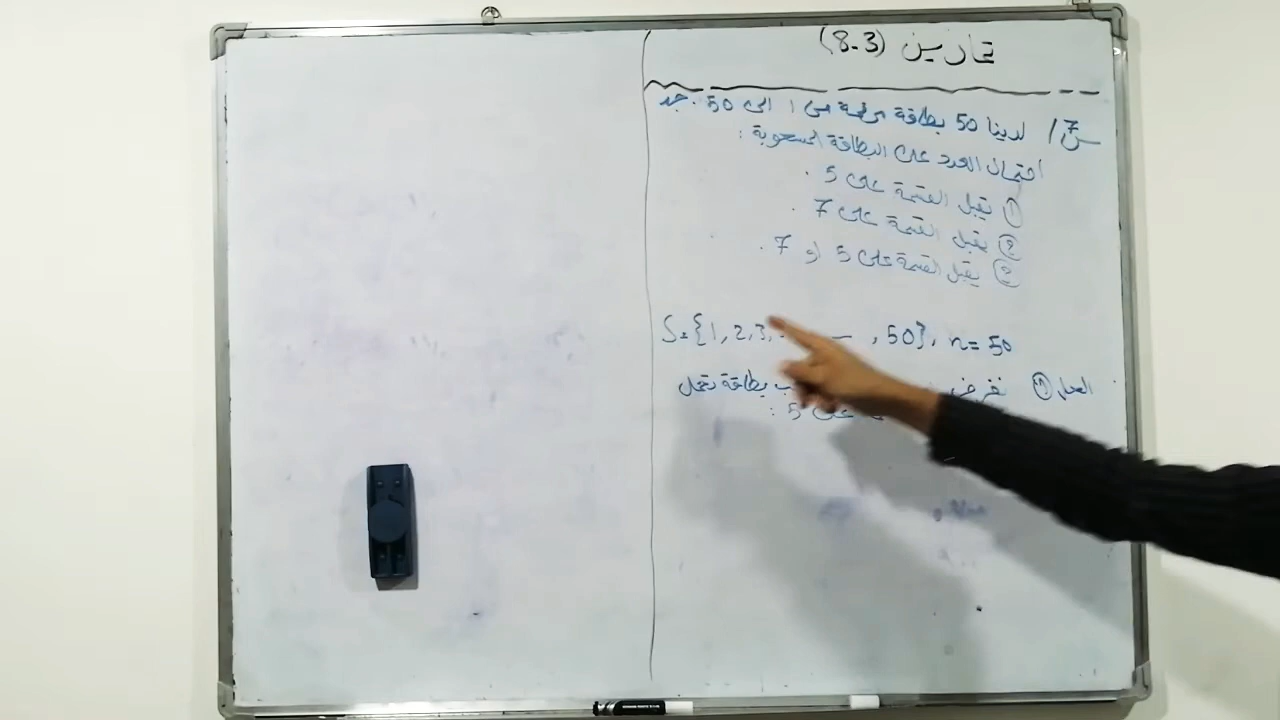 تمارين (8-3)
س7/ لدينا 50 بطاقة مرقمة من 1 الى 50. جد
احتمال العدد على البطاقة المسحوبة :
① يقبل القسمة على 5 .
② يقبل القسمة على 7 .
③ يقبل القسمة على 5 او 7 .
S={1,2,3, — ,50}, n=50
الحل ① نفرض بطاقة تحمل
على 5 :